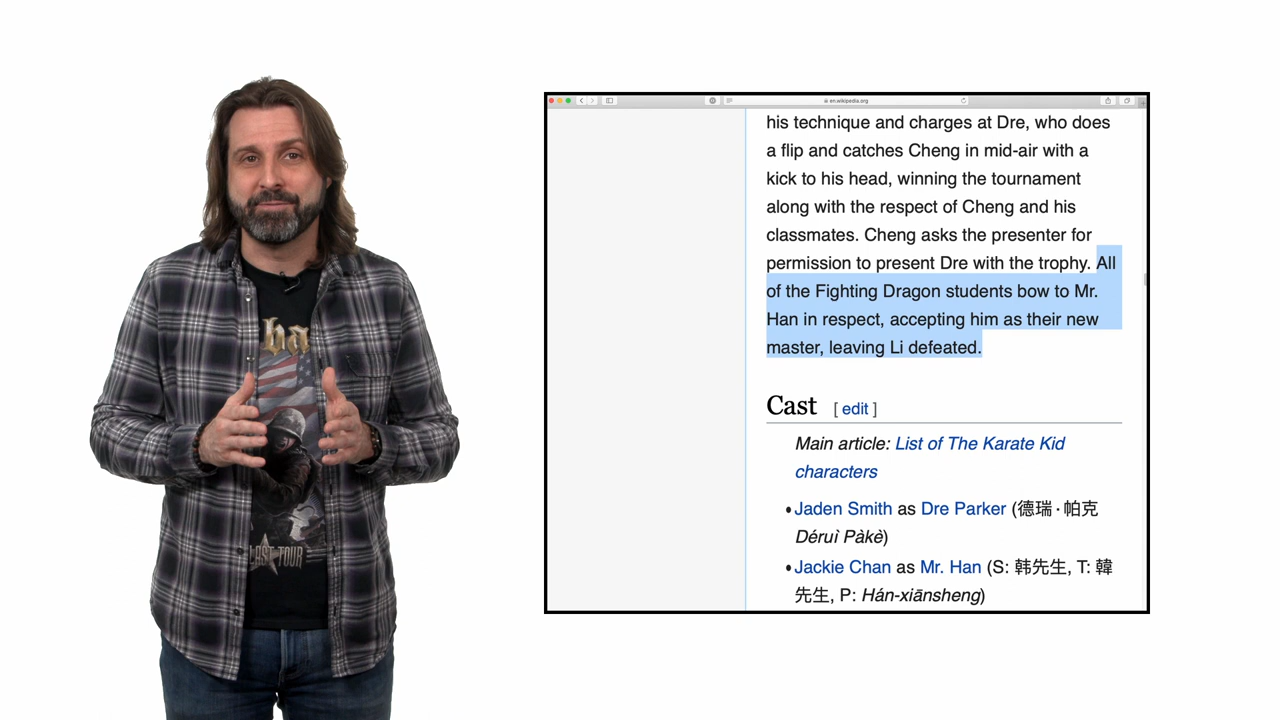 ba
LAST TOUR
en.wikipedia.org
his technique and charges at Dre, who does
a flip and catches Cheng in mid-air with a
kick to his head, winning the tournament
along with the respect of Cheng and his
classmates. Cheng asks the presenter for
permission to present Dre with the trophy. All
of the Fighting Dragon students bow to Mr.
Han in respect, accepting him as their new
master, leaving Li defeated.
Cast [ edit ]
Main article: List of The Karate Kid
characters
• Jaden Smith as Dre Parker (德瑞·帕克
Déruì Pàkè)
• Jackie Chan as Mr. Han (S: 韩先生, T: 韓
先生, P: Hán-xiānsheng)